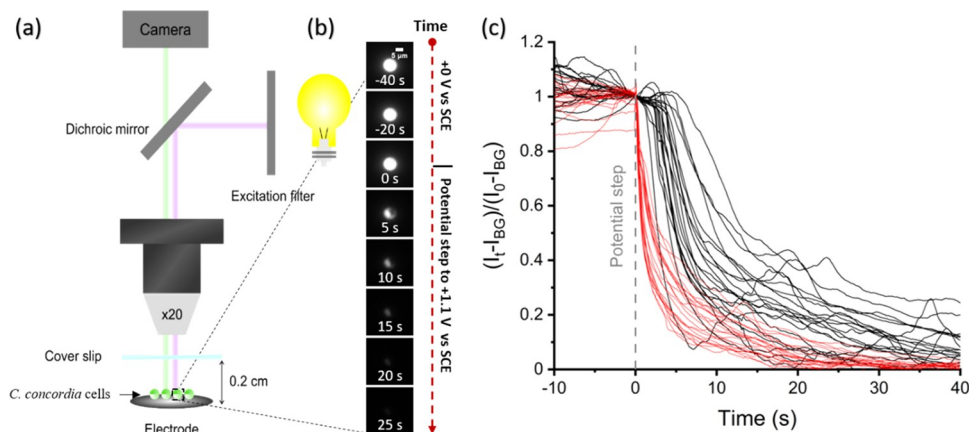 (a)
Camera
Dichroic mirror
Excitation filter
x20
Cover slip
0.2 cm
C. concordia cells
Electrode
(b)
Time
5 µm
-40 s
-20 s
0 s
5 s
10 s
15 s
20 s
25 s
+0 V vs SCE
Potential step to +1.1 V vs SCE
(c)
(It-IBG)/(I0-IBG)
1.2
1
0.8
0.6
0.4
0.2
0
Potential step
-10 0 10 20 30 40
Time (s)